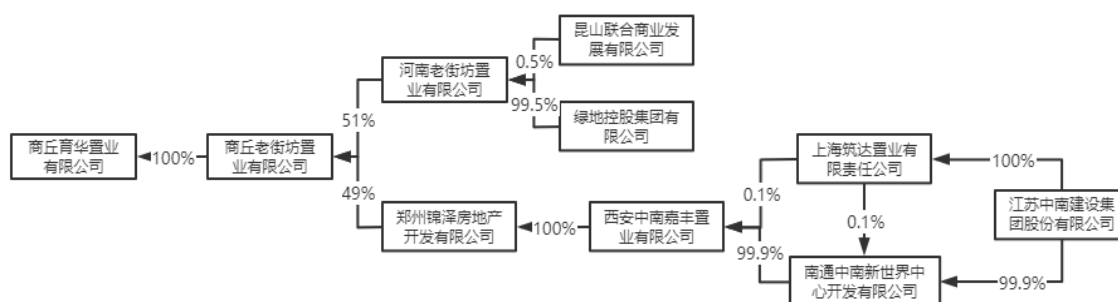 昆山联合商业发
展有限公司
0.5%
河南老街坊置
业有限公司
99.5%
绿地控股集团有
限公司
51%
商丘育华置业
有限公司
100%
商丘老街坊置
业有限公司
49%
郑州锦泽房地产
开发有限公司
100%
西安中南嘉丰置
业有限公司
0.1%
99.9%
上海筑达置业有
限责任公司
100%
0.1%
江苏中南建设集
团股份有限公司
南通中南新世界中
心开发有限公司
99.9%